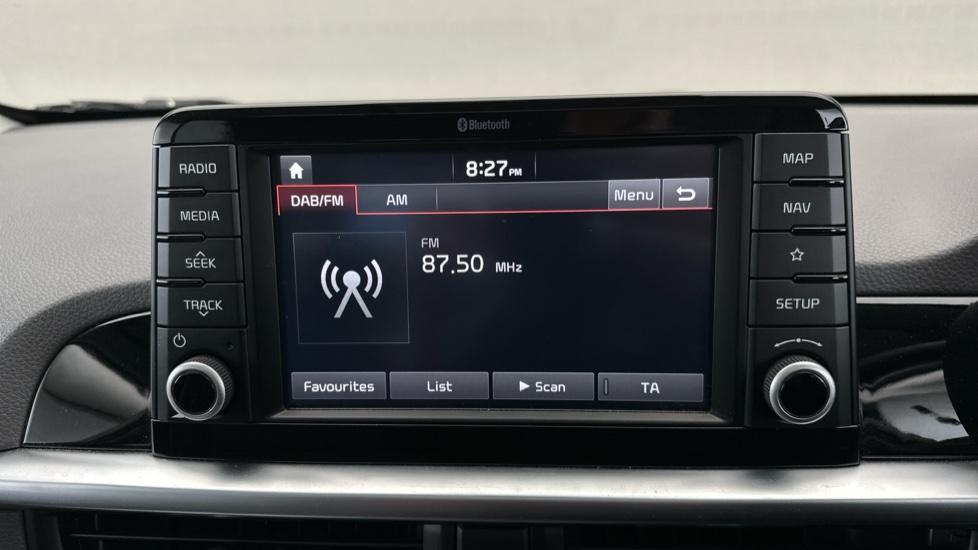 Bluetooth
RADIO
MEDIA
SEEK
TRACK
8:27 PM
DAB/FM AM Menu
FM
87.50 MHz
Favourites List Scan TA
MAP
NAV
SETUP